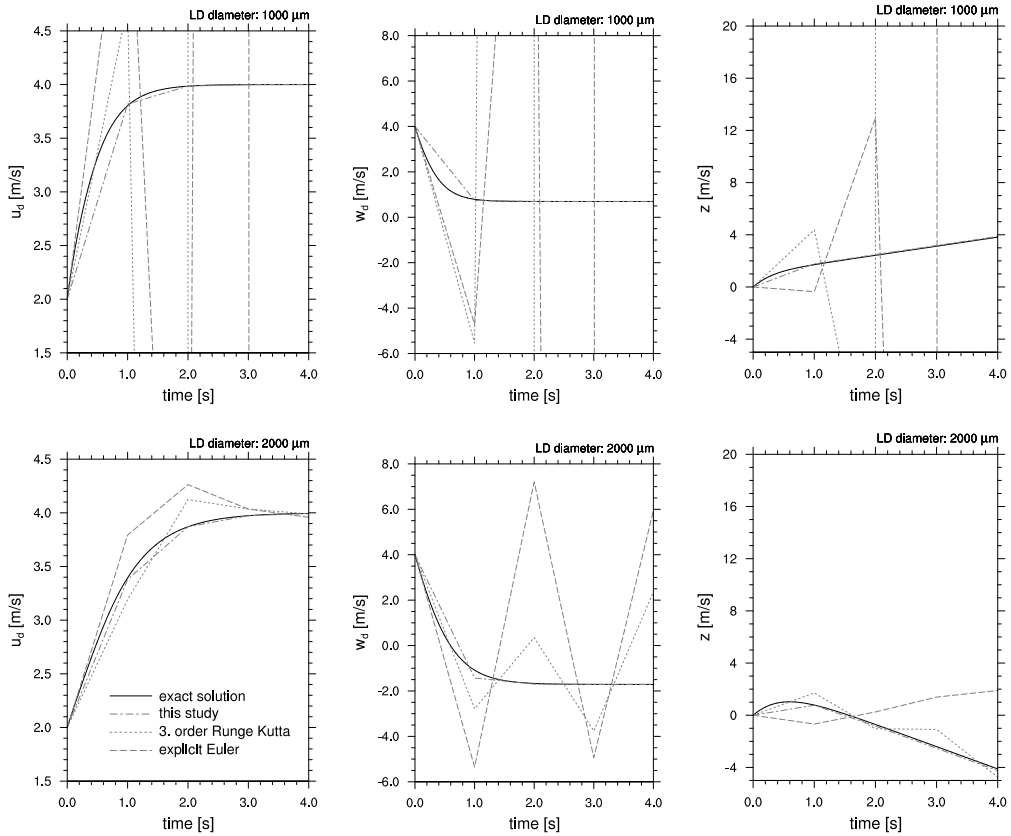 LD diameter: 1000 µm
4.5
4.0
3.5
3.0
2.5
2.0
1.5
u_d [m/s]
0.0 1.0 2.0 3.0 4.0
time [s]
LD diameter: 1000 µm
8.0
6.0
4.0
2.0
0.0
-2.0
-4.0
-6.0
w_d [m/s]
0.0 1.0 2.0 3.0 4.0
time [s]
LD diameter: 1000 µm
20
16
12
8
4
0
-4
z [m/s]
0.0 1.0 2.0 3.0 4.0
time [s]
LD diameter: 2000 µm
4.5
4.0
3.5
3.0
2.5
2.0
1.5
u_d [m/s]
exact solution
this study
3. order Runge Kutta
explicit Euler
0.0 1.0 2.0 3.0 4.0
time [s]
LD diameter: 2000 µm
8.0
6.0
4.0
2.0
0.0
-2.0
-4.0
-6.0
w_d [m/s]
0.0 1.0 2.0 3.0 4.0
time [s]
LD diameter: 2000 µm
20
16
12
8
4
0
-4
z [m/s]
0.0 1.0 2.0 3.0 4.0
time [s]